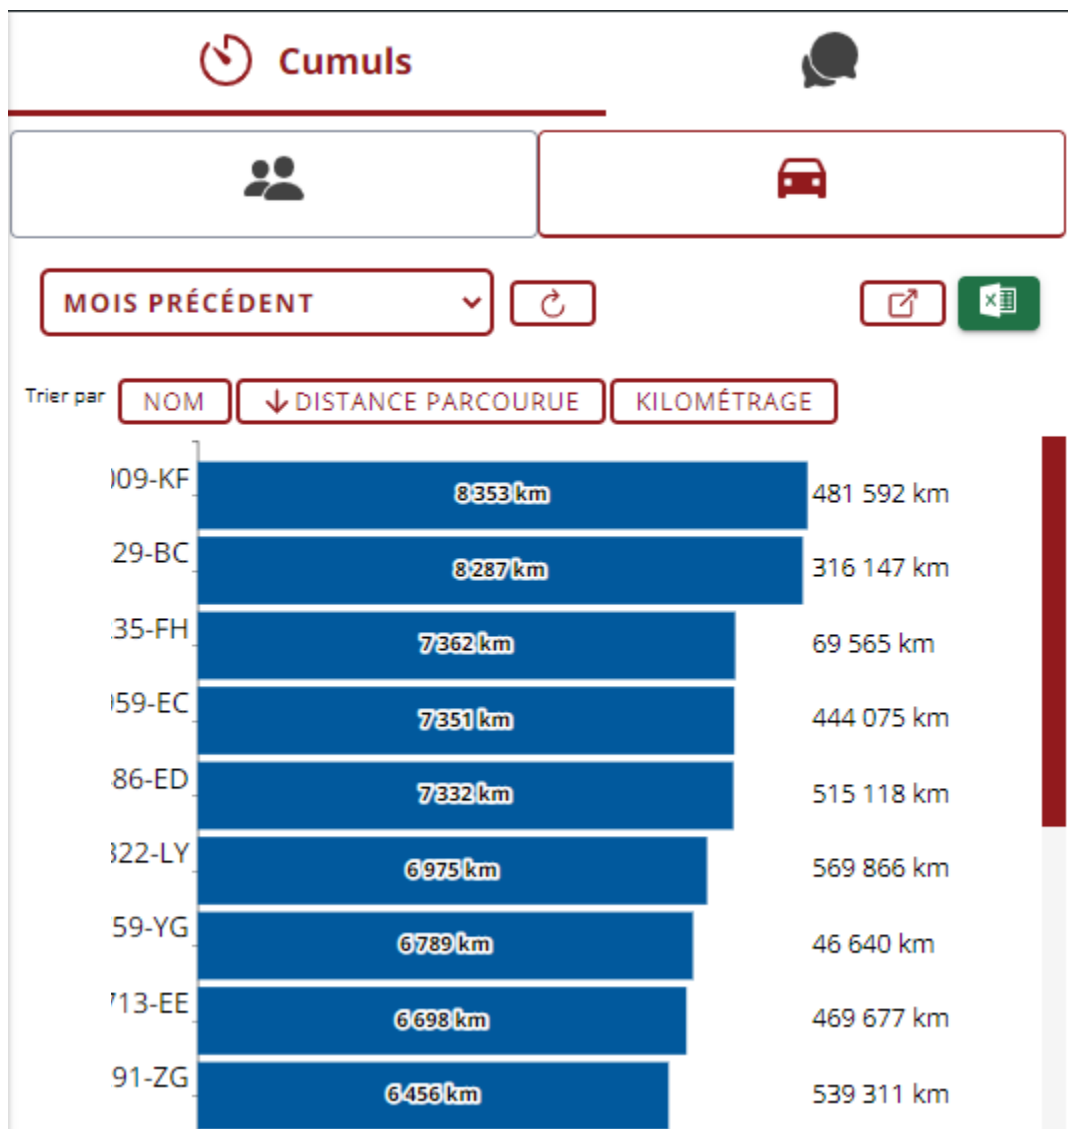 Cumuls
MOIS PRÉCÉDENT
Trier par NOM DISTANCE PARCOURUE KILOMÉTRAGE
09-KF 8 353 km 481 592 km
29-BC 8 287 km 316 147 km
35-FH 7 362 km 69 565 km
59-EC 7 351 km 444 075 km
86-ED 7 332 km 515 118 km
22-LY 6 975 km 569 866 km
59-YG 6 789 km 46 640 km
713-EE 6 698 km 469 677 km
91-ZG 6 456 km 539 311 km